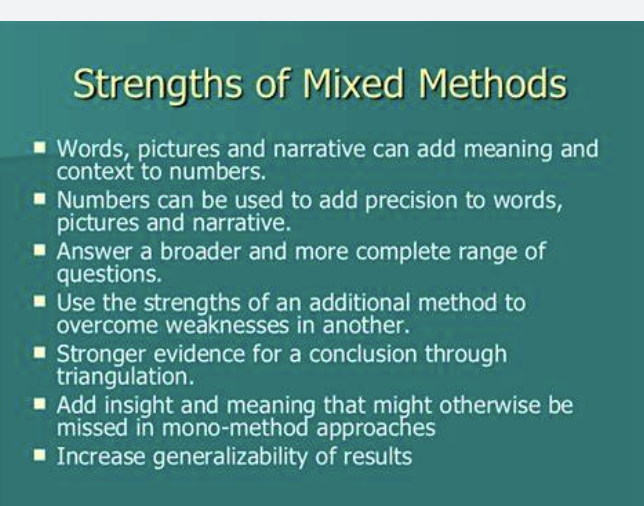 Strengths of Mixed Methods
Words, pictures and narrative can add meaning and
context to numbers.
Numbers can be used to add precision to words,
pictures and narrative.
Answer a broader and more complete range of
questions.
Use the strengths of an additional method to
overcome weaknesses in another.
Stronger evidence for a conclusion through
triangulation.
Add insight and meaning that might otherwise be
missed in mono-method approaches
Increase generalizability of results